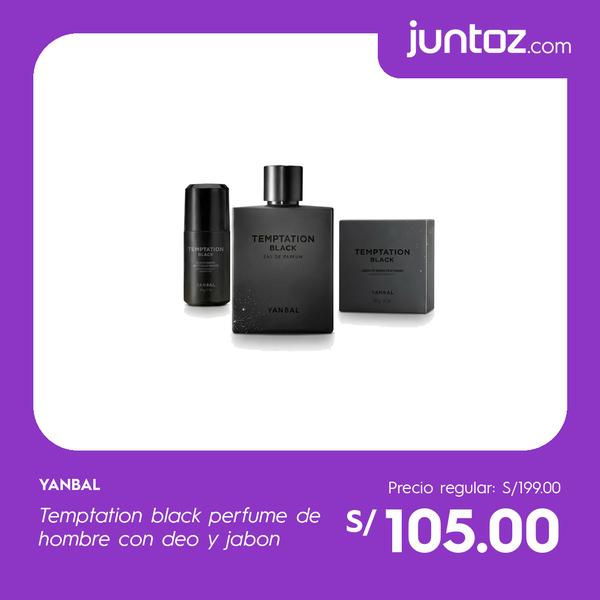 juntoz.com
TEMPTATION
BLACK
YANBAL
TEMPTATION
BLACK
EAU DE PARFUM
YANBAL
TEMPTATION
BLACK
YANBAL
YANBAL
Precio regular: S/199.00
Temptation black perfume de
hombre con deo y jabon
S/ 105.00